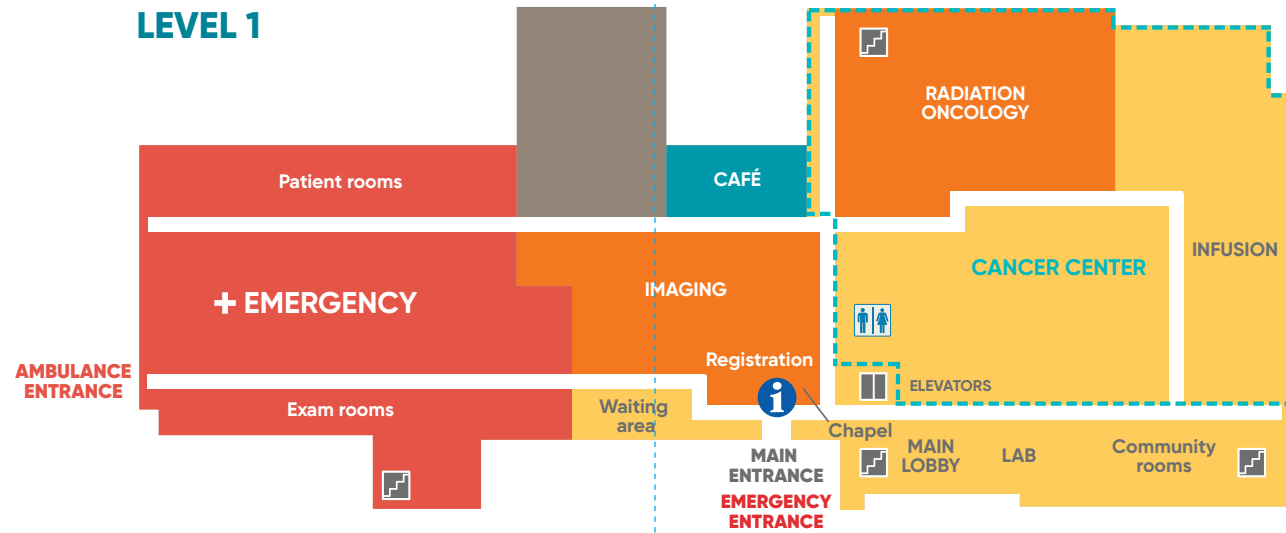 LEVEL 1
RADIATION
ONCOLOGY
Patient rooms
CAFÉ
INFUSION
CANCER CENTER
IMAGING
+ EMERGENCY
Registration
AMBULANCE
ENTRANCE
ELEVATORS
i
Exam rooms
Waiting
area
Chapel
MAIN
LOBBY
LAB
Community
rooms
MAIN
ENTRANCE
EMERGENCY
ENTRANCE